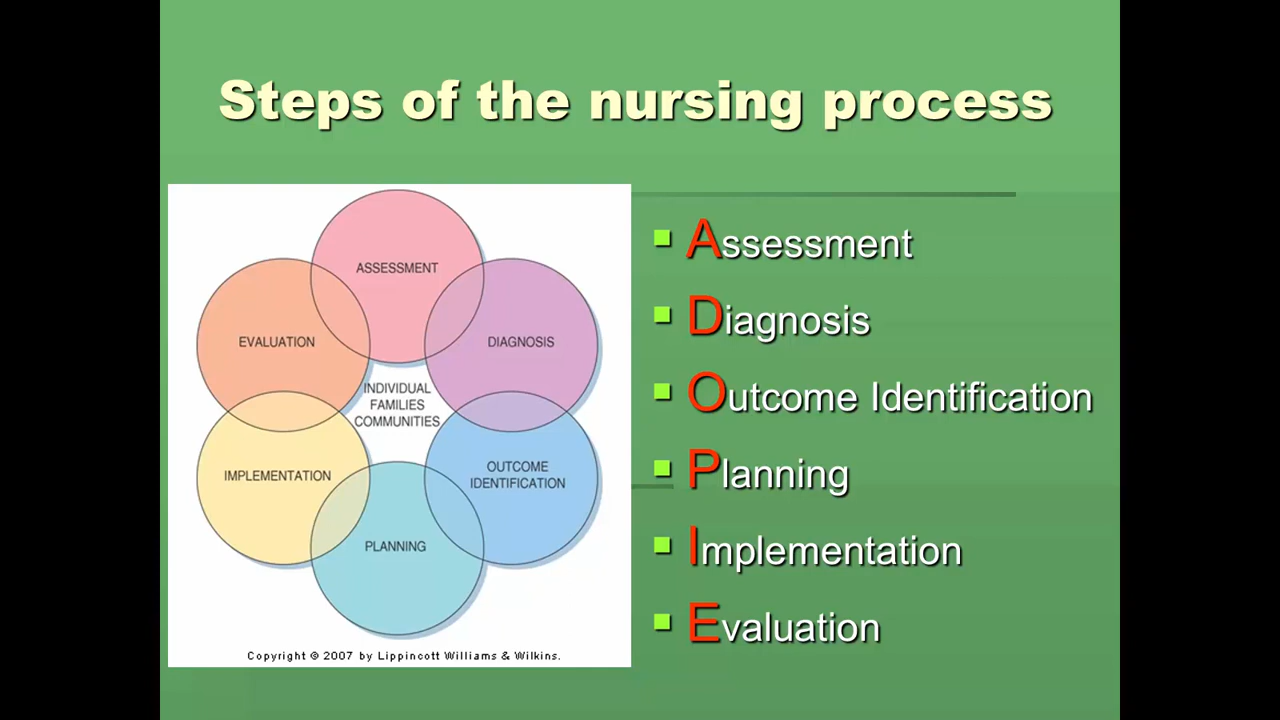 Steps of the nursing process
ASSESSMENT
DIAGNOSIS
OUTCOME
IDENTIFICATION
PLANNING
IMPLEMENTATION
EVALUATION
INDIVIDUAL
FAMILIES
COMMUNITIES
Copyright © 2007 by Lippincott Williams & Wilkins.
Assessment
Diagnosis
Outcome Identification
Planning
Implementation
Evaluation